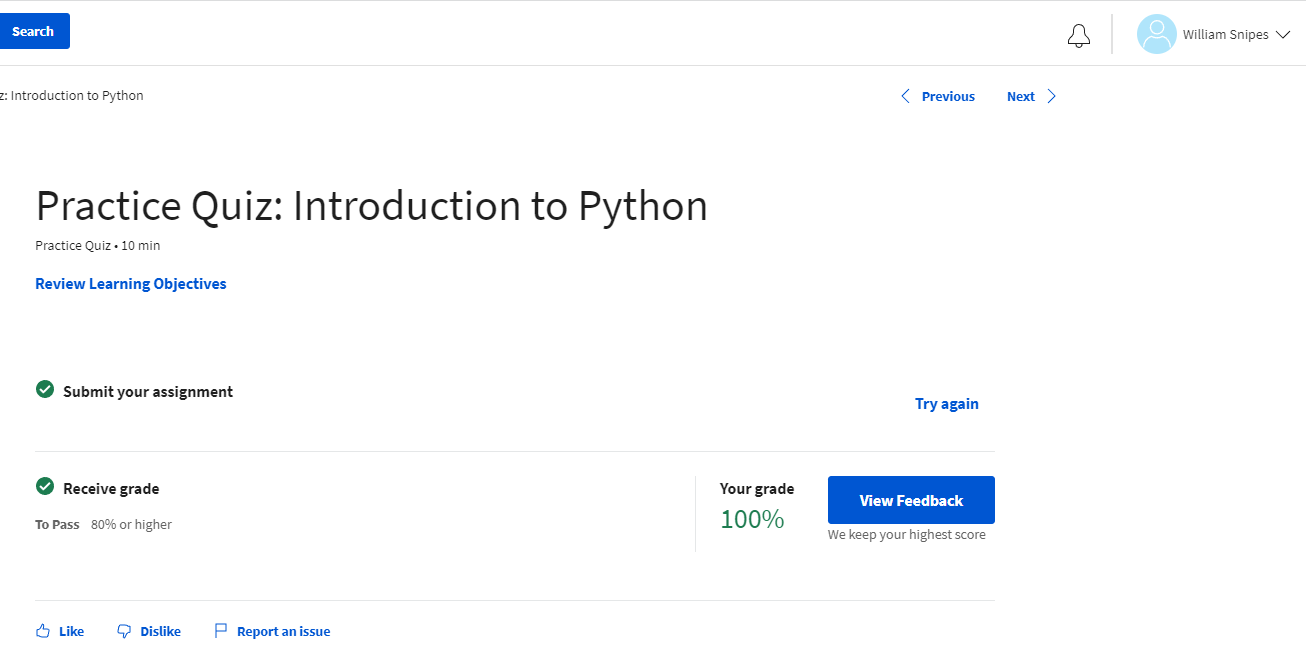 Search
William Snipes
z: Introduction to Python
Previous
Next
Practice Quiz: Introduction to Python
Practice Quiz • 10 min
Review Learning Objectives
Submit your assignment
Try again
Receive grade
Your grade
View Feedback
To Pass 80% or higher
100%
We keep your highest score
Like
Dislike
Report an issue